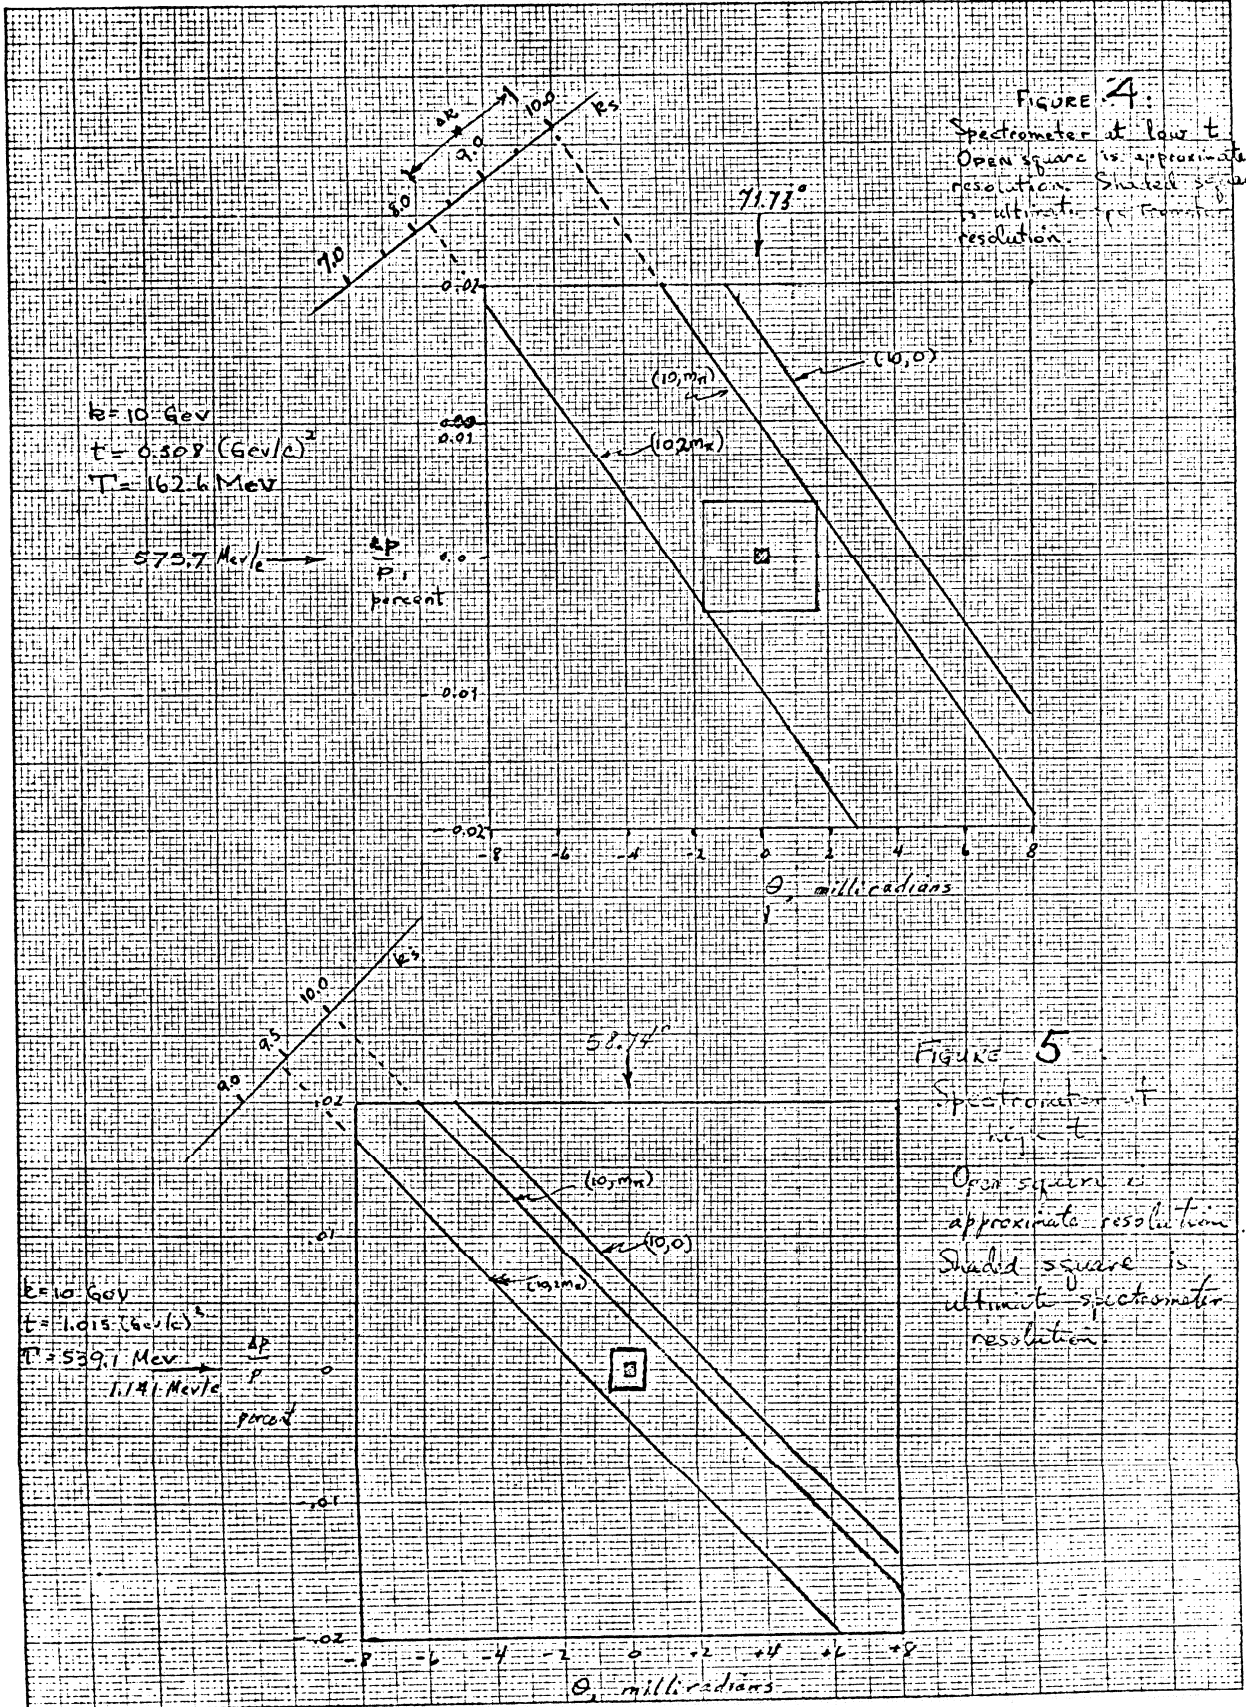 FIGURE 4:
Spectrometer at low t.
OPEN square is approximate
resolution. Shaded square
is ultimate spectrometer
resolution.
Δk
10.0
ks
9.0
8.0
7.0
71.73°
0.02
(10,0)
(10,mπ)
(10,2mπ)
0.01
k=10 GeV
t= 0.308 (GeV/c)²
T= 162.6 MeV
575.7 MeV/c
Δp
p,
percent
0.0
-0.01
-0.02
-8 -6 -4 -2 0 2 4 6 8
θ, milliradians
ks
10.0
9.5
9.0
58.74°
FIGURE 5:
Spectrometer at
high t.
Open square is
approximate resolution.
Shaded square is
ultimate spectrometer
resolution.
.02
(10,mπ)
.01
(10,0)
(10,2mπ)
k=10 GeV
t= 1.015 (GeV/c)²
T= 539.1 MeV
1.141 MeV/c
Δp
p
percent
0
-.01
-.02
-8 -6 -4 -2 0 +2 +4 +6 +8
θ, milliradians